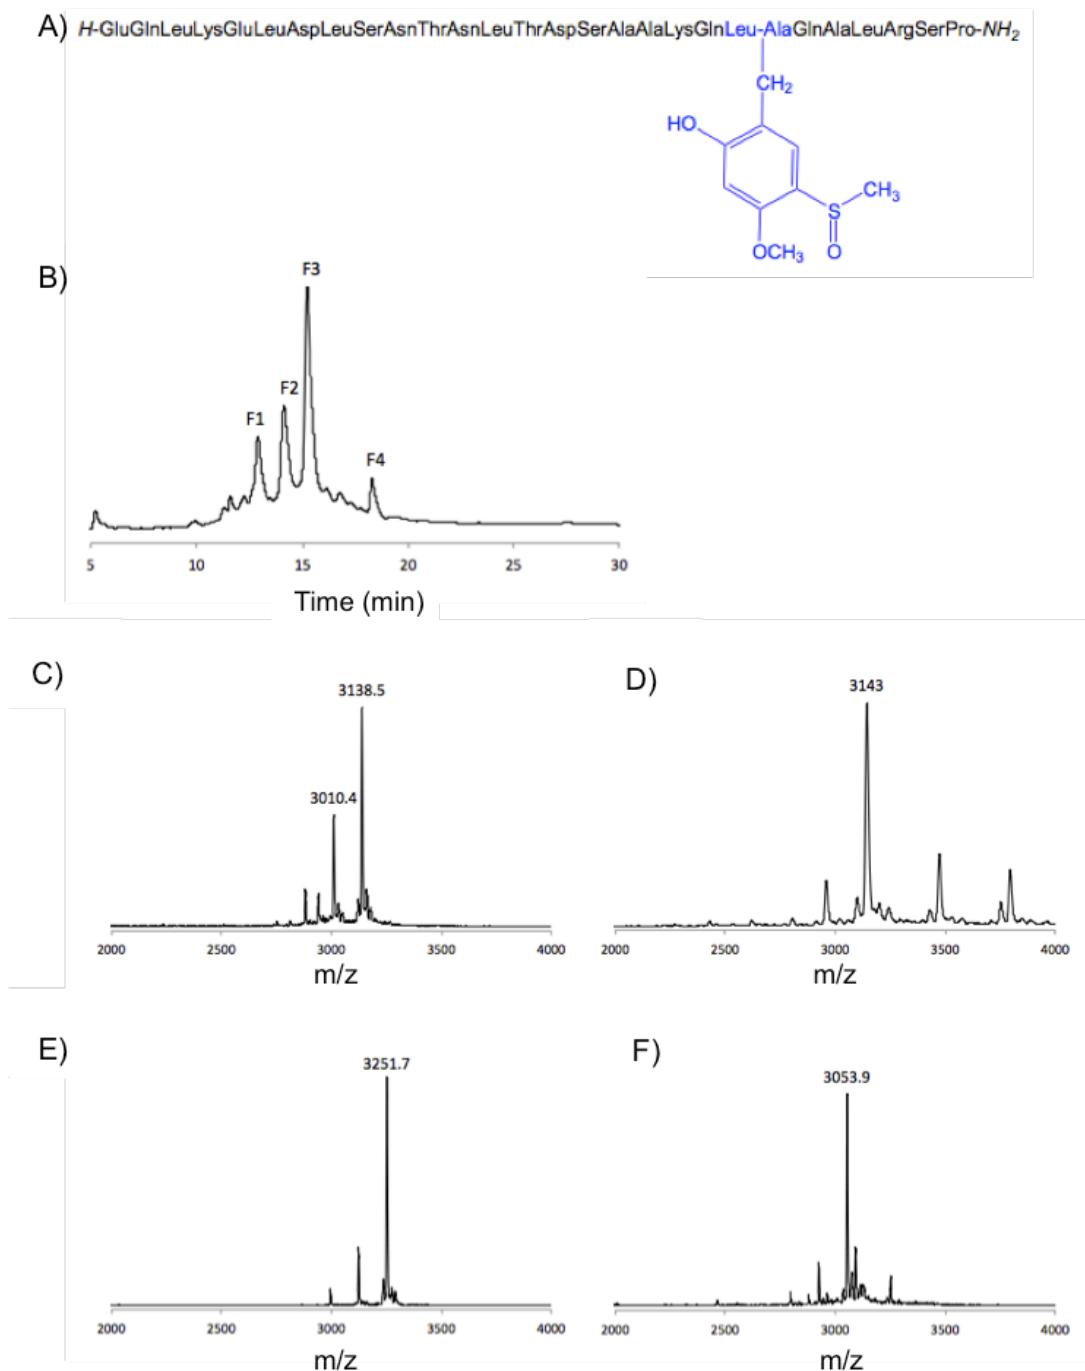 A) H-GluGlnLeuLysGluLeuAspLeuSerAsnThrAsnLeuThrAspSerAlaAlaLysGlnLeu-AlaGlnAlaLeuArgSerPro-NH2
CH2
HO
S
CH3
OCH3
O
B)
F3
F2
F1
F4
5 10 15 20 25 30
Time (min)
C)
3138.5
3010.4
2000 2500 3000 3500 4000
m/z
D)
3143
2000 2500 3000 3500 4000
m/z
E)
3251.7
2000 2500 3000 3500 4000
m/z
F)
3053.9
2000 2500 3000 3500 4000
m/z